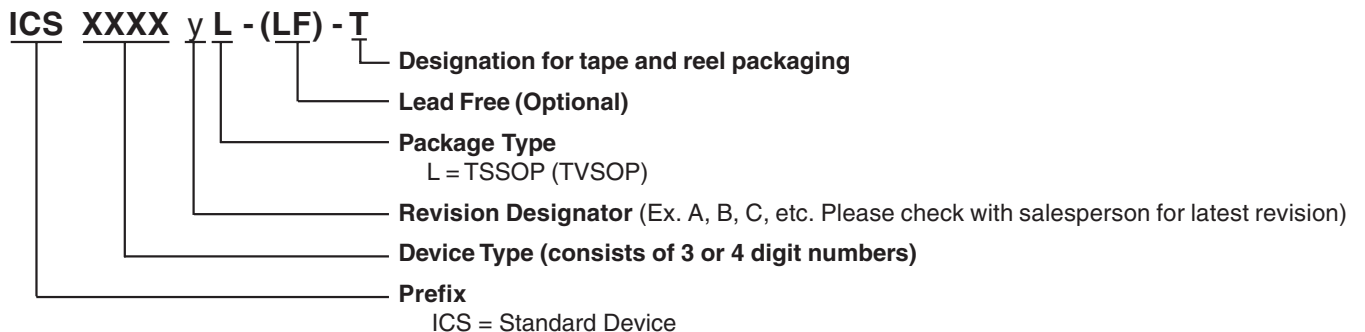 ICS XXXX y L - (LF) - T
Designation for tape and reel packaging
Lead Free (Optional)
Package Type
L = TSSOP (TVSOP)
Revision Designator (Ex. A, B, C, etc. Please check with salesperson for latest revision)
Device Type (consists of 3 or 4 digit numbers)
Prefix
ICS = Standard Device